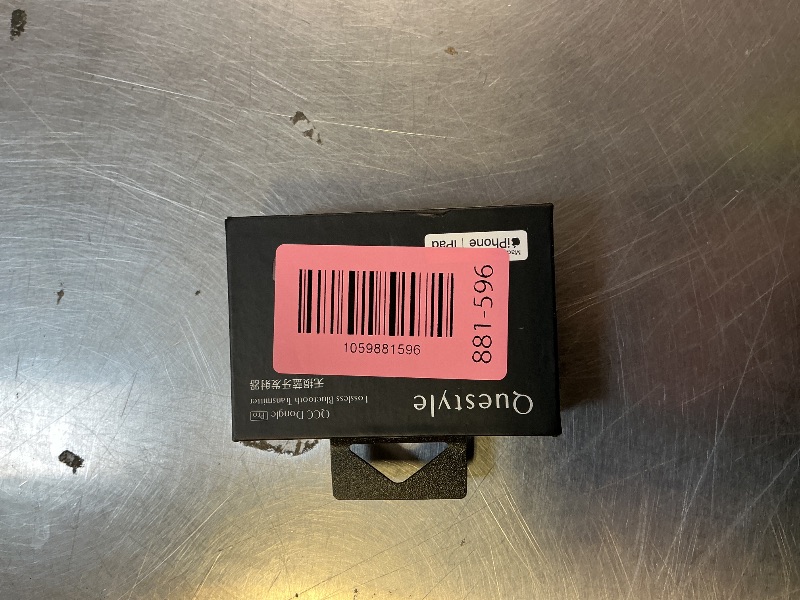 Questyle
QCC Dongle Pro
Lossless Bluetooth Transmitter
无损蓝牙发射器
1059881596
881-596
iPhone | iPad